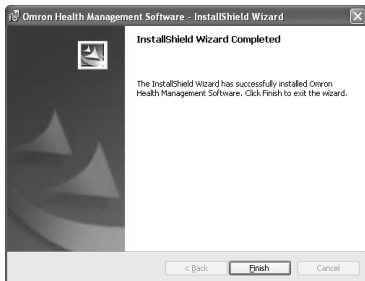 Omron Health Management Software - InstallShield Wizard
InstallShield Wizard Completed
The InstallShield Wizard has successfully installed Omron
Health Management Software. Click Finish to exit the wizard.
< Back
Finish
Cancel